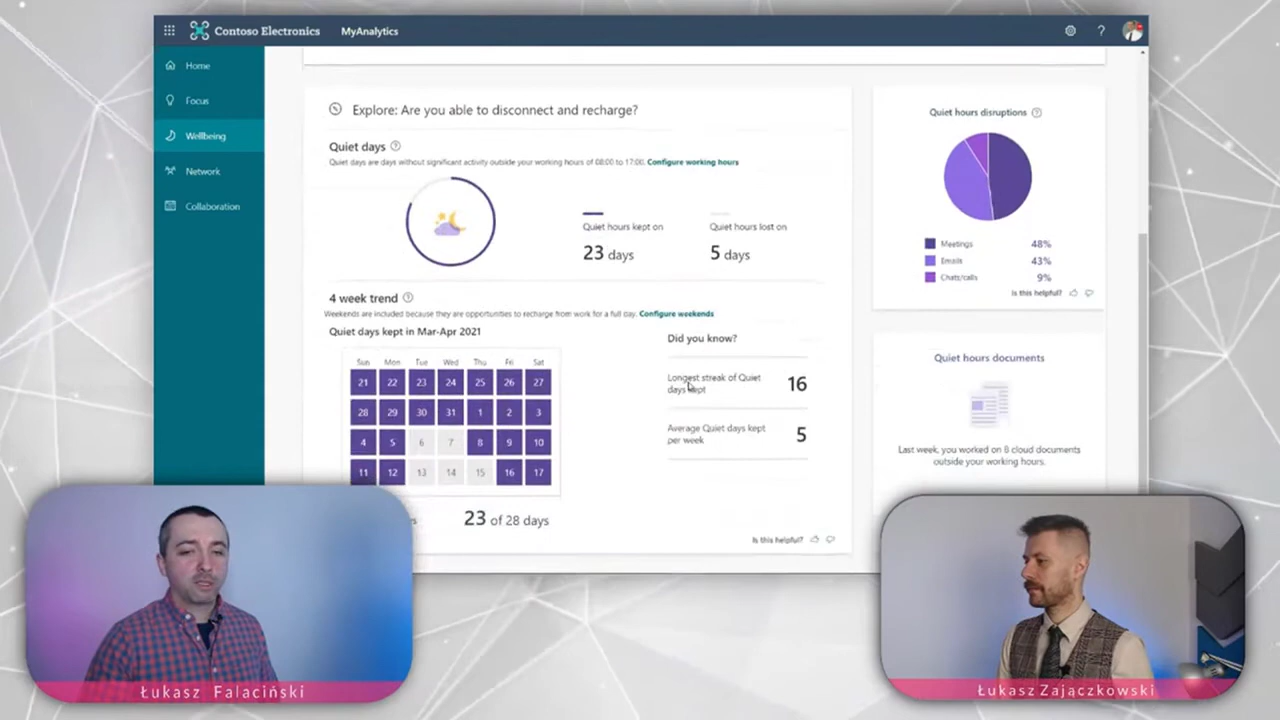 Contoso Electronics
MyAnalytics
?
Home
Focus
Wellbeing
Network
Collaboration
Explore: Are you able to disconnect and recharge?
Quiet days ?
Quiet days are days without significant activity outside your working hours of 08:00 to 17:00. Configure working hours
Quiet hours kept on
23 days
Quiet hours lost on
5 days
4 week trend ?
Weekends are included because they are opportunities to recharge from work for a full day. Configure weekends
Quiet days kept in Mar-Apr 2021
Sun Mon Tue Wed Thu Fri Sat
21 22 23 24 25 26 27
28 29 30 31 1 2 3
4 5 6 7 8 9 10
11 12 13 14 15 16 17
23 of 28 days
Did you know?
Longest streak of Quiet
days kept
16
Average Quiet days kept
per week
5
Is this helpful?
Quiet hours disruptions ?
Meetings 48%
Emails 43%
Chats/calls 9%
Is this helpful?
Quiet hours documents
Last week, you worked on 8 cloud documents
outside your working hours.
Łukasz Falaciński
Łukasz Zajączkowski